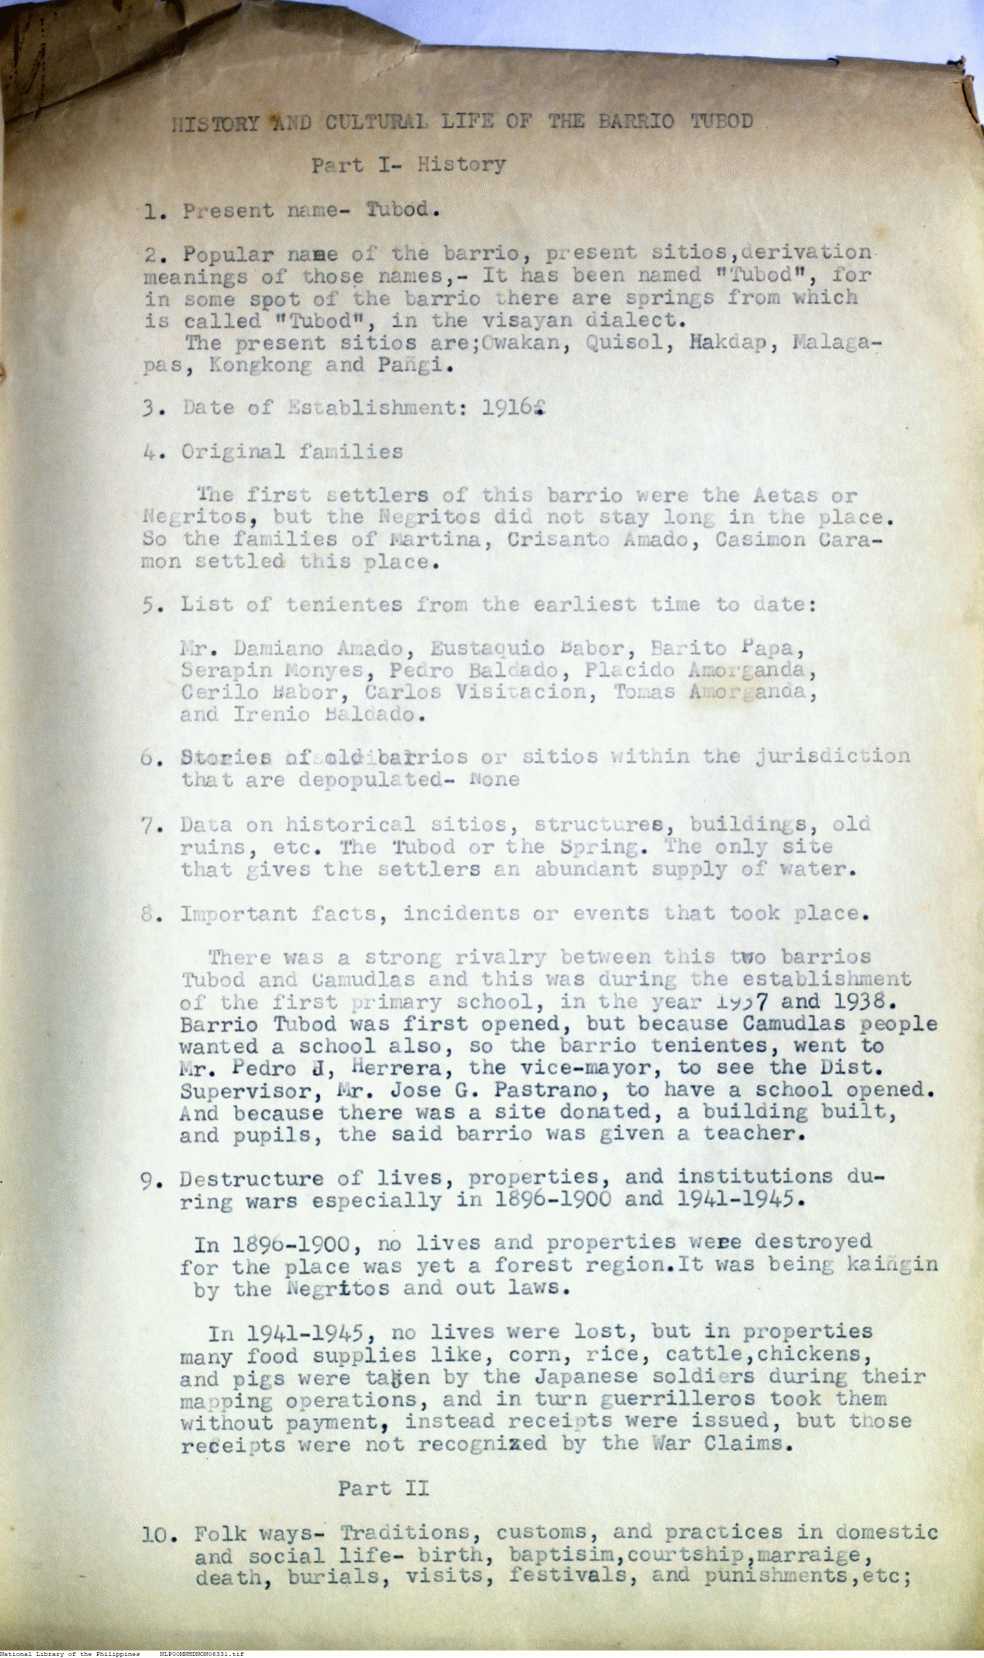 HISTORY AND CULTURAL LIFE OF THE BARRIO TUBOD
Part I- History
1. Present name- Tubod.
2. Popular name of the barrio, present sitios,derivation
meanings of those names,- It has been named "Tubod", for
in some spot of the barrio there are springs from which
is called "Tubod", in the visayan dialect.
The present sitios are;Owakan, Quisol, Hakdap, Malaga-
pas, Kongkong and Pañgi.
3. Date of Establishment: 1916
4. Original families
The first settlers of this barrio were the Aetas or
Negritos, but the Negritos did not stay long in the place.
So the families of Martina, Crisanto Amado, Casimon Cara-
mon settled this place.
5. List of tenientes from the earliest time to date:
Mr. Damiano Amado, Eustaquio Babor, Barito Papa,
Serapin Monyes, Pedro Baldado, Placido Amorganda,
Cerilo Babor, Carlos Visitacion, Tomas Amorganda,
and Irenio Baldado.
6. Stories of old barrios or sitios within the jurisdiction
that are depopulated- None
7. Data on historical sitios, structures, buildings, old
ruins, etc. The Tubod or the Spring. The only site
that gives the settlers an abundant supply of water.
8. Important facts, incidents or events that took place.
There was a strong rivalry between this two barrios
Tubod and Camudlas and this was during the establishment
of the first primary school, in the year 1937 and 1938.
Barrio Tubod was first opened, but because Camudlas people
wanted a school also, so the barrio tenientes, went to
Mr. Pedro J, Herrera, the vice-mayor, to see the Dist.
Supervisor, Mr. Jose G. Pastrano, to have a school opened.
And because there was a site donated, a building built,
and pupils, the said barrio was given a teacher.
9. Destructure of lives, properties, and institutions du-
ring wars especially in 1896-1900 and 1941-1945.
In 1896-1900, no lives and properties were destroyed
for the place was yet a forest region.It was being kaiñgin
by the Negritos and out laws.
In 1941-1945, no lives were lost, but in properties
many food supplies like, corn, rice, cattle,chickens,
and pigs were taken by the Japanese soldiers during their
mapping operations, and in turn guerrilleros took them
without payment, instead receipts were issued, but those
receipts were not recognized by the War Claims.
Part II
10. Folk ways- Traditions, customs, and practices in domestic
and social life- birth, baptisim,courtship,marraige,
death, burials, visits, festivals, and punishments,etc;
National Library of the Philippines